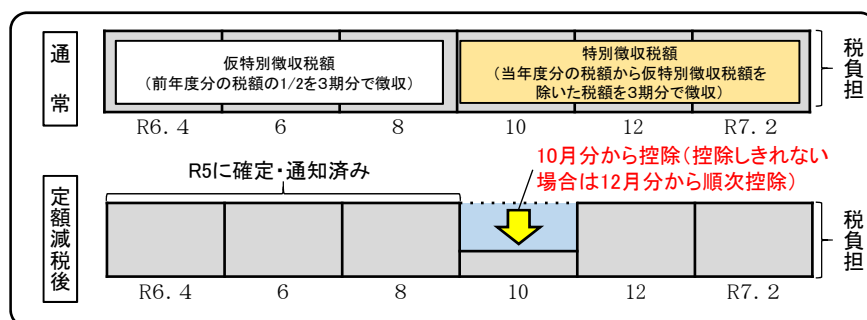 通常
仮特別徴収税額
(前年度分の税額の1/2を3期分で徴収)
特別徴収税額
(当年度分の税額から仮特別徴収税額を
除いた税額を3期分で徴収)
税負担
R6.4 6 8 10 12 R7.2
R5に確定・通知済み
10月分から控除(控除しきれない
場合は12月分から順次控除)
定額減税後
税負担
R6.4 6 8 10 12 R7.2